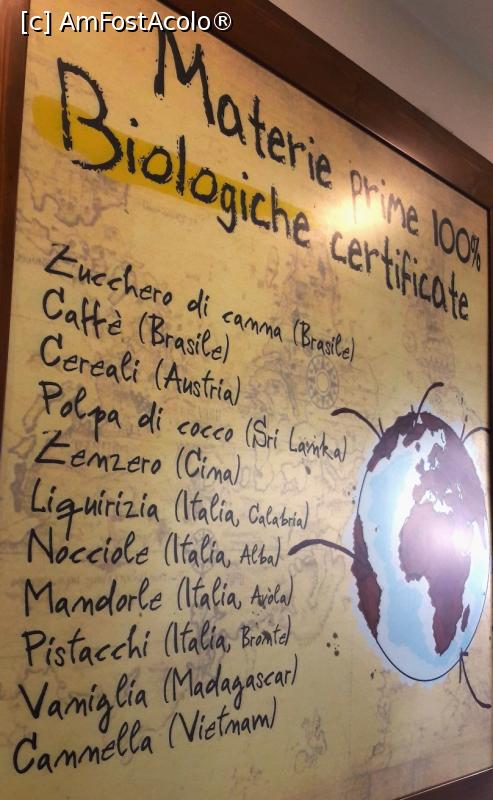 [c] AmFostAcolo®
Materie prime 100%
Biologiche certificate
Zucchero di canna (Brasile)
Caffè (Brasile)
Cereali (Austria)
Polpa di cocco (Sri Lanka)
Zenzero (Cina)
Liquirizia (Italia, Calabria)
Nocciole (Italia, Alba)
Mandorle (Italia, Avola)
Pistacchi (Italia, Bronte)
Vaniglia (Madagascar)
Cannella (Vietnam)